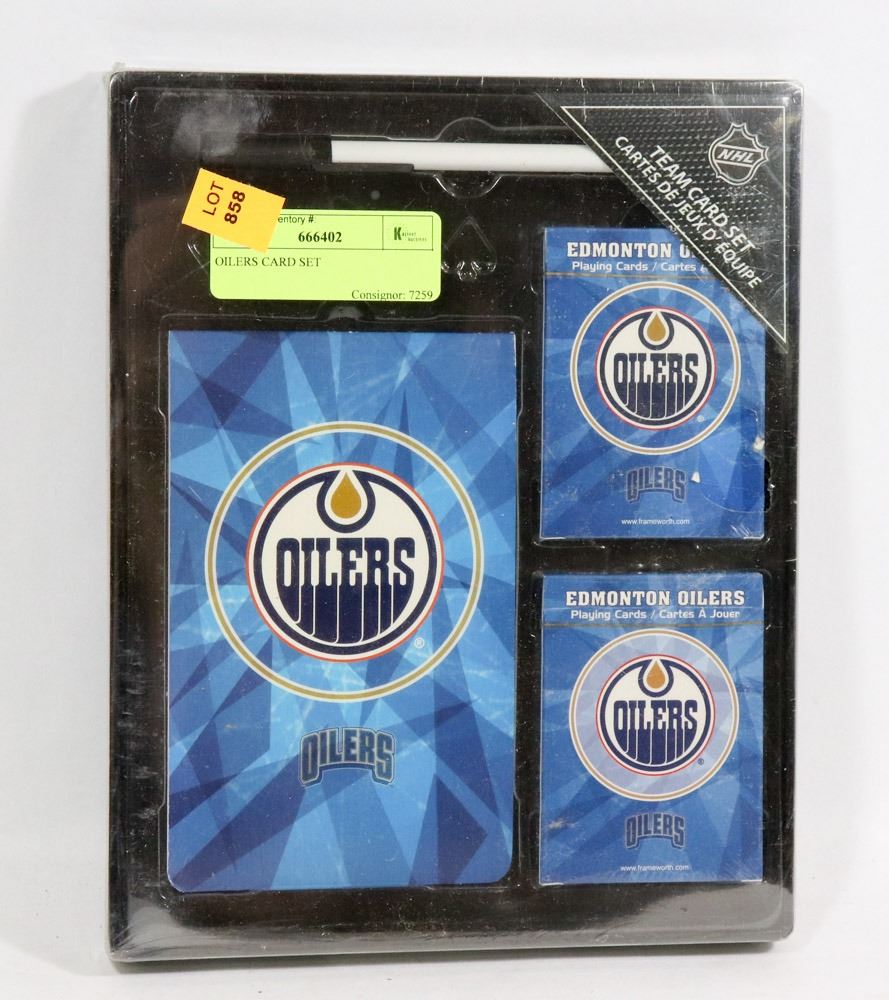 NHL
TEAM CARD SET
CARTES DE JEU D'ÉQUIPE
LOT
858
entory #:
666402
OILERS CARD SET
Consignor: 7259
EDMONTON O
Playing Cards / Cartes
OILERS
®
OILERS
www.frameworth.com
OILERS
®
OILERS
EDMONTON OILERS
Playing Cards / Cartes À Jouer
OILERS
®
OILERS
www.frameworth.com